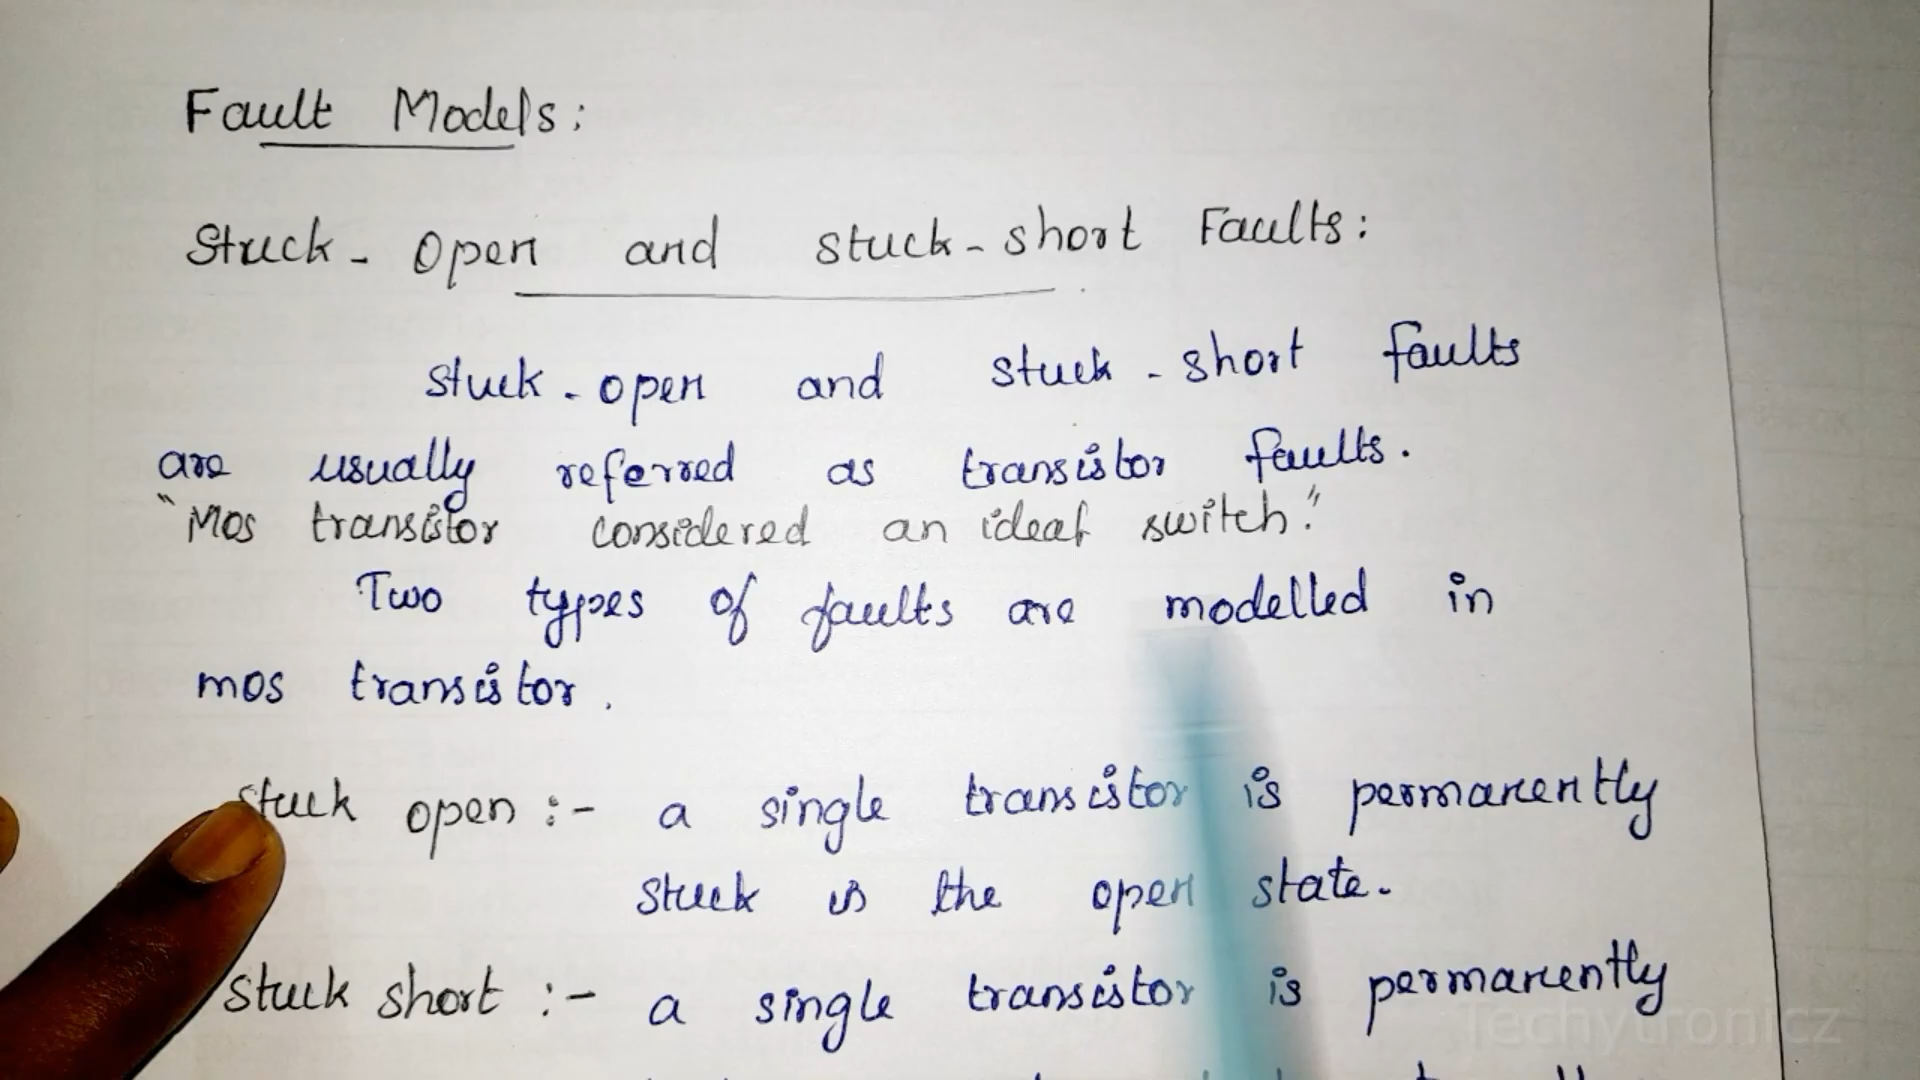 Fault Models:
Stuck - Open and stuck - short Faults:
stuck - open and stuck - short faults
are usually referred as transistor faults.
"Mos transistor considered an ideal switch."
Two types of faults are modelled in
mos transistor.
stuck open :- a single transistor is permanently
stuck is the open state.
stuck short :- a single transistor is permanently
Techytronicz